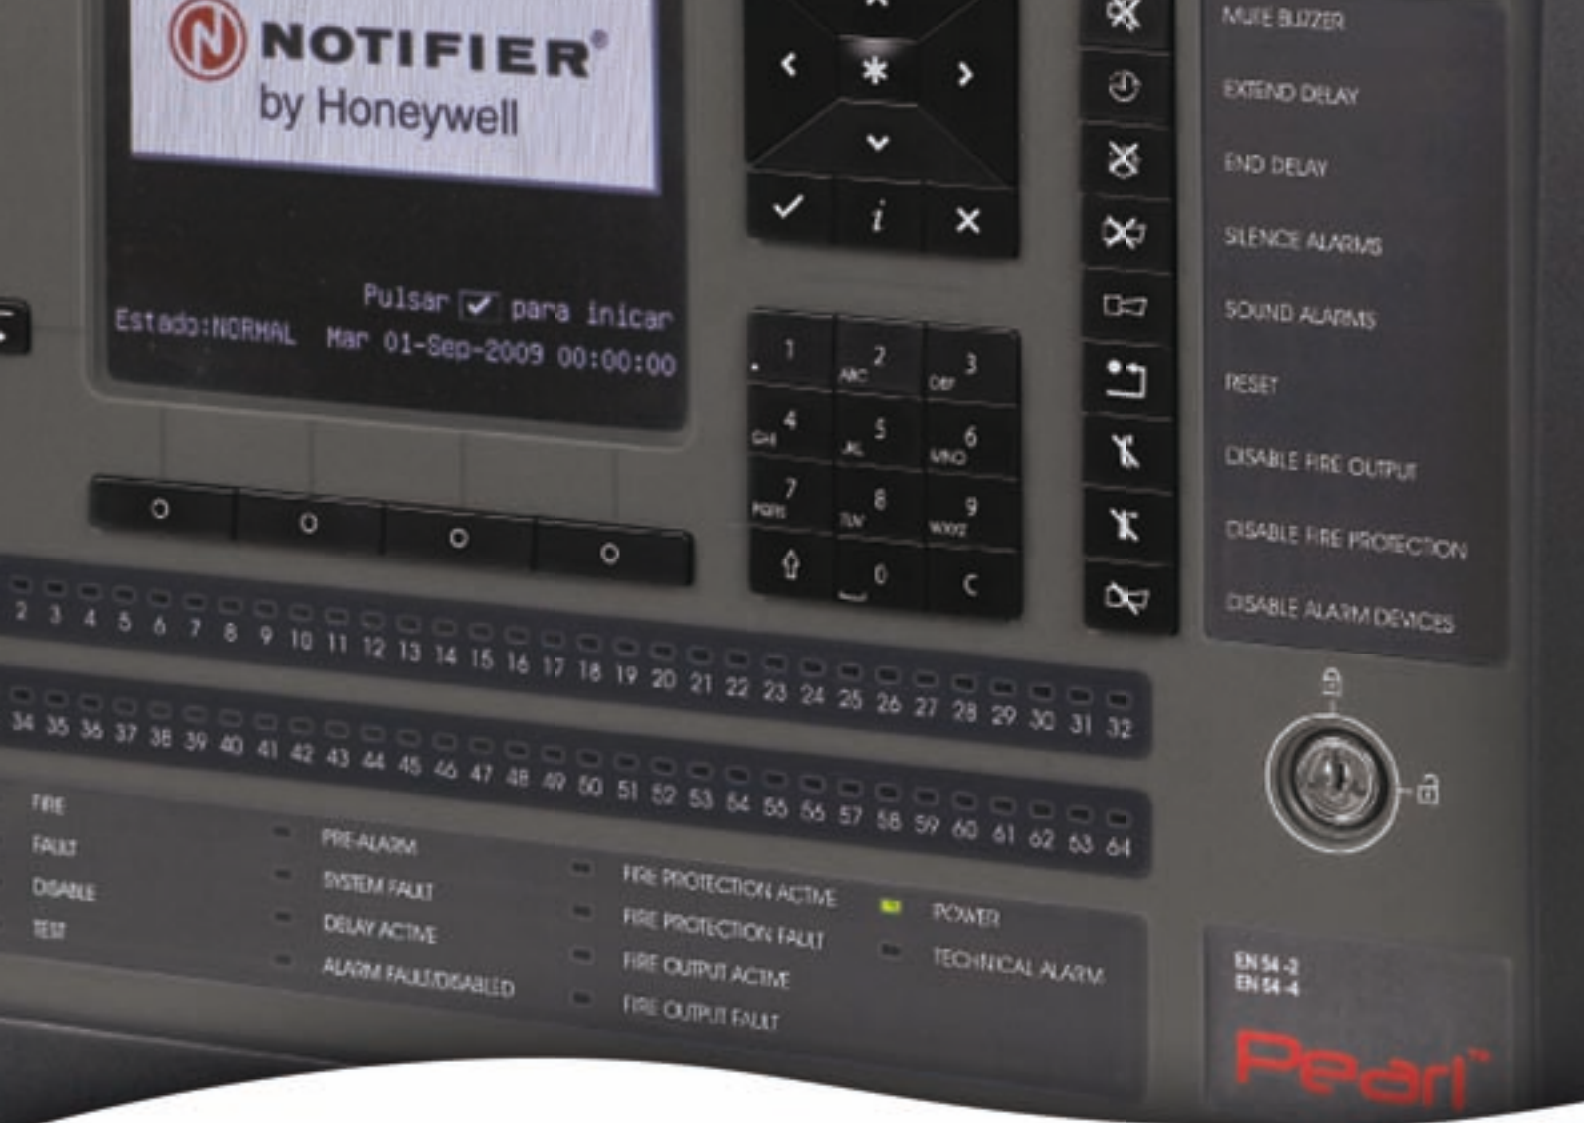 NOTIFIER®
by Honeywell
Pulsar para inicar
Estado:NORMAL Mar 01-Sep-2009 00:00:00
i
1
2 ABC
3 DEF
4 GHI
5 JKL
6 MNO
7 PQRS
8 TUV
9 WXYZ
0
C
MUTE BUZZER
EXTEND DELAY
END DELAY
SILENCE ALARMS
SOUND ALARMS
RESET
DISABLE FIRE OUTPUT
DISABLE FIRE PROTECTION
DISABLE ALARM DEVICES
2 3 4 5 6 7 8 9 10 11 12 13 14 15 16 17 18 19 20 21 22 23 24 25 26 27 28 29 30 31 32
34 35 36 37 38 39 40 41 42 43 44 45 46 47 48 49 50 51 52 53 54 55 56 57 58 59 60 61 62 63 64
FIRE
FAULT
DISABLE
TEST
PRE-ALARM
SYSTEM FAULT
DELAY ACTIVE
ALARM FAULT/DISABLED
FIRE PROTECTION ACTIVE
FIRE PROTECTION FAULT
FIRE OUTPUT ACTIVE
FIRE OUTPUT FAULT
POWER
TECHNICAL ALARM
EN 54 -2
EN 54 -4
Pearl™